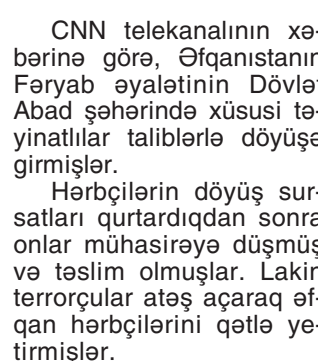 CNN telekanalının xə-
bərinə görə, Əfqanıstanın
Fəryab əyalətinin Dövlət
Abad şəhərində xüsusi tə-
yinatlılar taliblərlə döyüşə
girmişlər.
Hərbçilərin döyüş sur-
satları qurtardıqdan sonra
onlar mühasirəyə düşmüş
və təslim olmuşlar. Lakin
terrorçular atəş açaraq əf-
qan hərbçilərini qətlə ye-
tirmişlər.